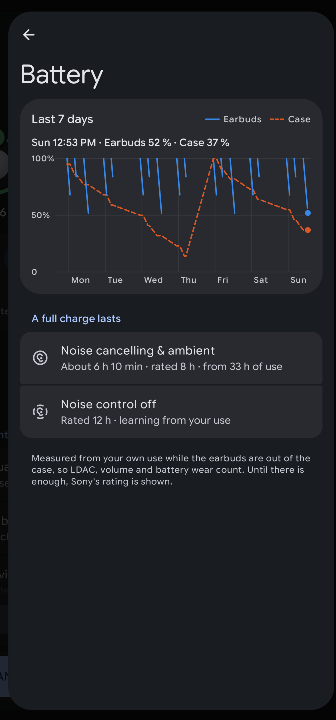 Battery
Last 7 days
Earbuds
Case
Sun 12:53 PM · Earbuds 52 % · Case 37 %
100%
50%
0
Mon Tue Wed Thu Fri Sat Sun
A full charge lasts
Noise cancelling & ambient
About 6 h 10 min · rated 8 h · from 33 h of use
Noise control off
Rated 12 h · learning from your use
Measured from your own use while the earbuds are out of the
case, so LDAC, volume and battery wear count. Until there is
enough, Sony's rating is shown.